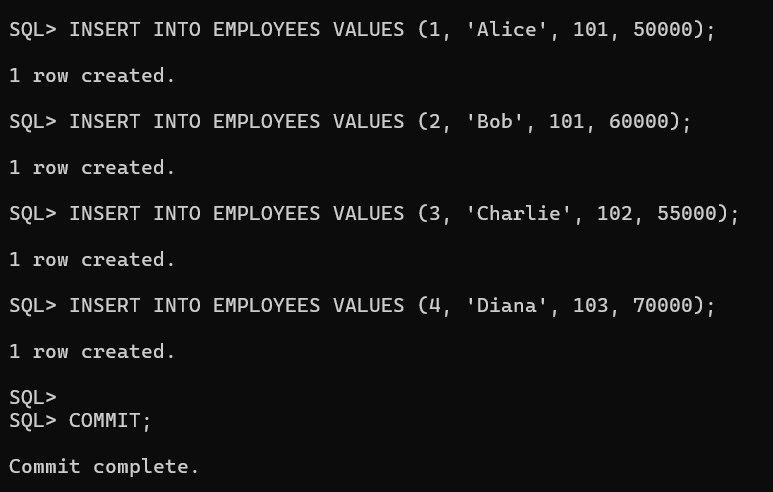 SQL> INSERT INTO EMPLOYEES VALUES (1, 'Alice', 101, 50000);
1 row created.
SQL> INSERT INTO EMPLOYEES VALUES (2, 'Bob', 101, 60000);
1 row created.
SQL> INSERT INTO EMPLOYEES VALUES (3, 'Charlie', 102, 55000);
1 row created.
SQL> INSERT INTO EMPLOYEES VALUES (4, 'Diana', 103, 70000);
1 row created.
SQL>
SQL> COMMIT;
Commit complete.